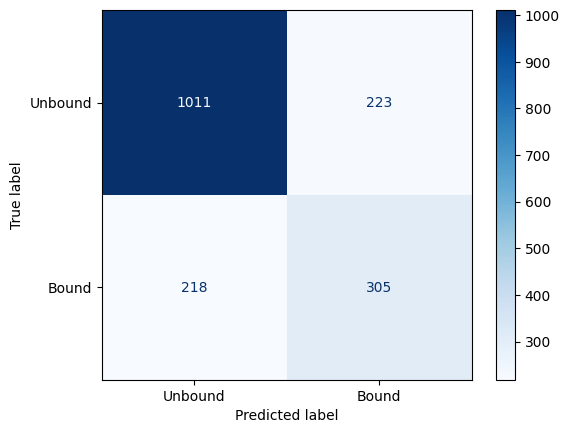 1000
900
800
700
600
500
400
300
True label
Unbound
Bound
1011
223
218
305
Unbound
Bound
Predicted label